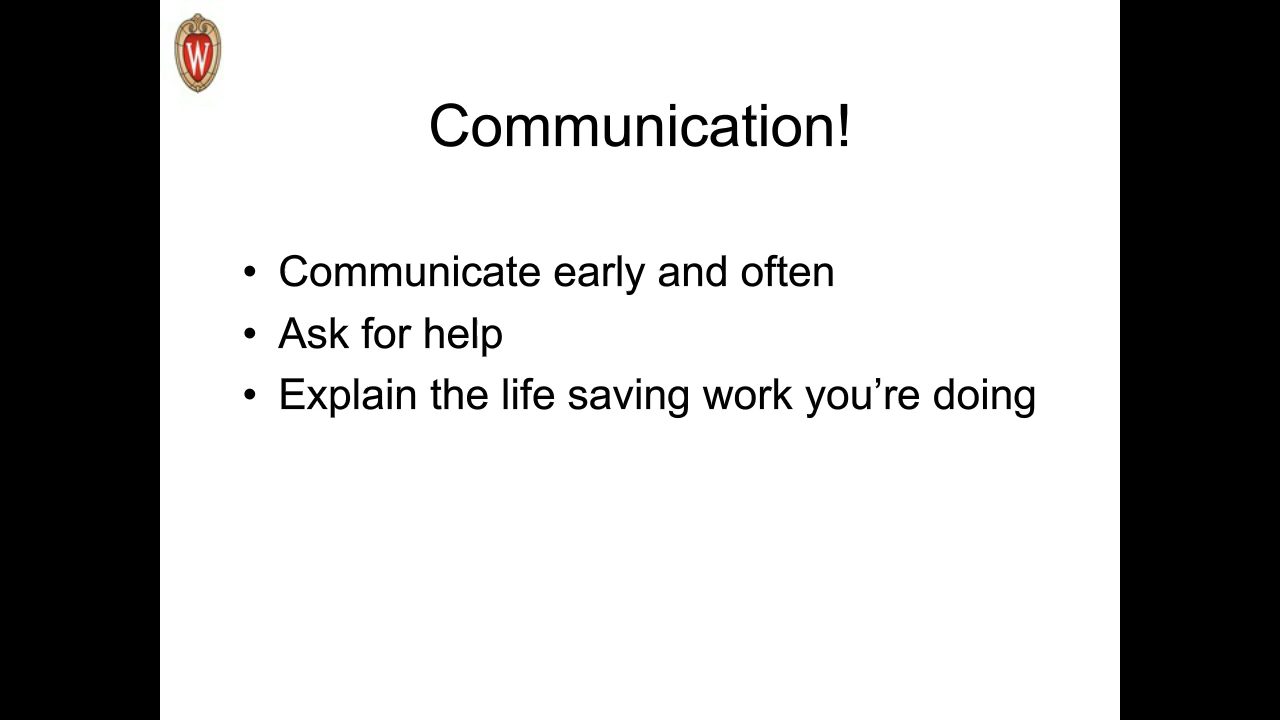 W
Communication!
• Communicate early and often
• Ask for help
• Explain the life saving work you’re doing